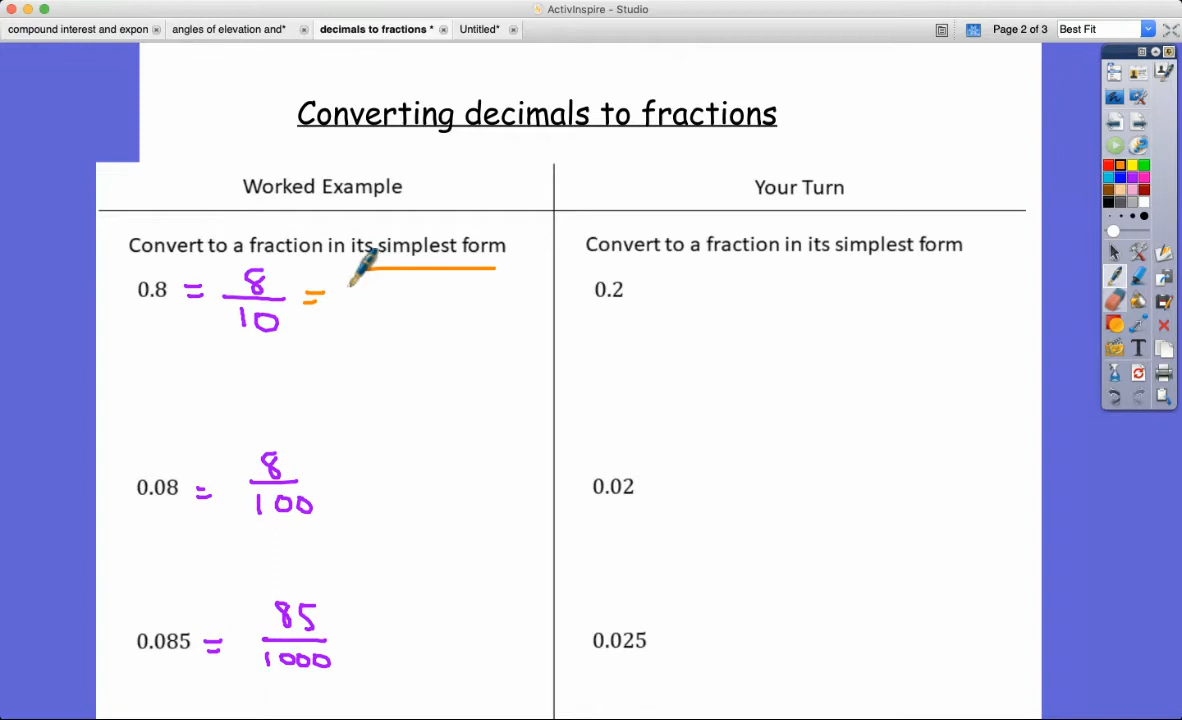 ActivInspire - Studio
compound interest and expon
angles of elevation and*
decimals to fractions *
Untitled*
Page 2 of 3
Best Fit
Converting decimals to fractions
Worked Example
Convert to a fraction in its simplest form
0.8 = 8/10 =
0.08 = 8/100
0.085 = 85/1000
Your Turn
Convert to a fraction in its simplest form
0.2
0.02
0.025